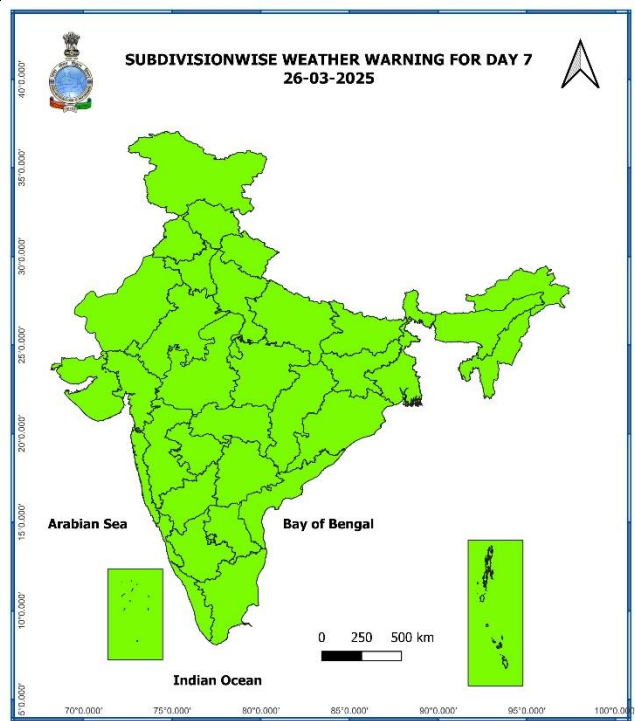 SUBDIVISIONWISE WEATHER WARNING FOR DAY 7
26-03-2025
40°0.000'
35°0.000'
30°0.000'
25°0.000'
20°0.000'
15°0.000'
10°0.000'
5°0.000'
Arabian Sea
Bay of Bengal
0 250 500 km
Indian Ocean
70°0.000' 75°0.000' 80°0.000' 85°0.000' 90°0.000' 95°0.000' 100°0.000